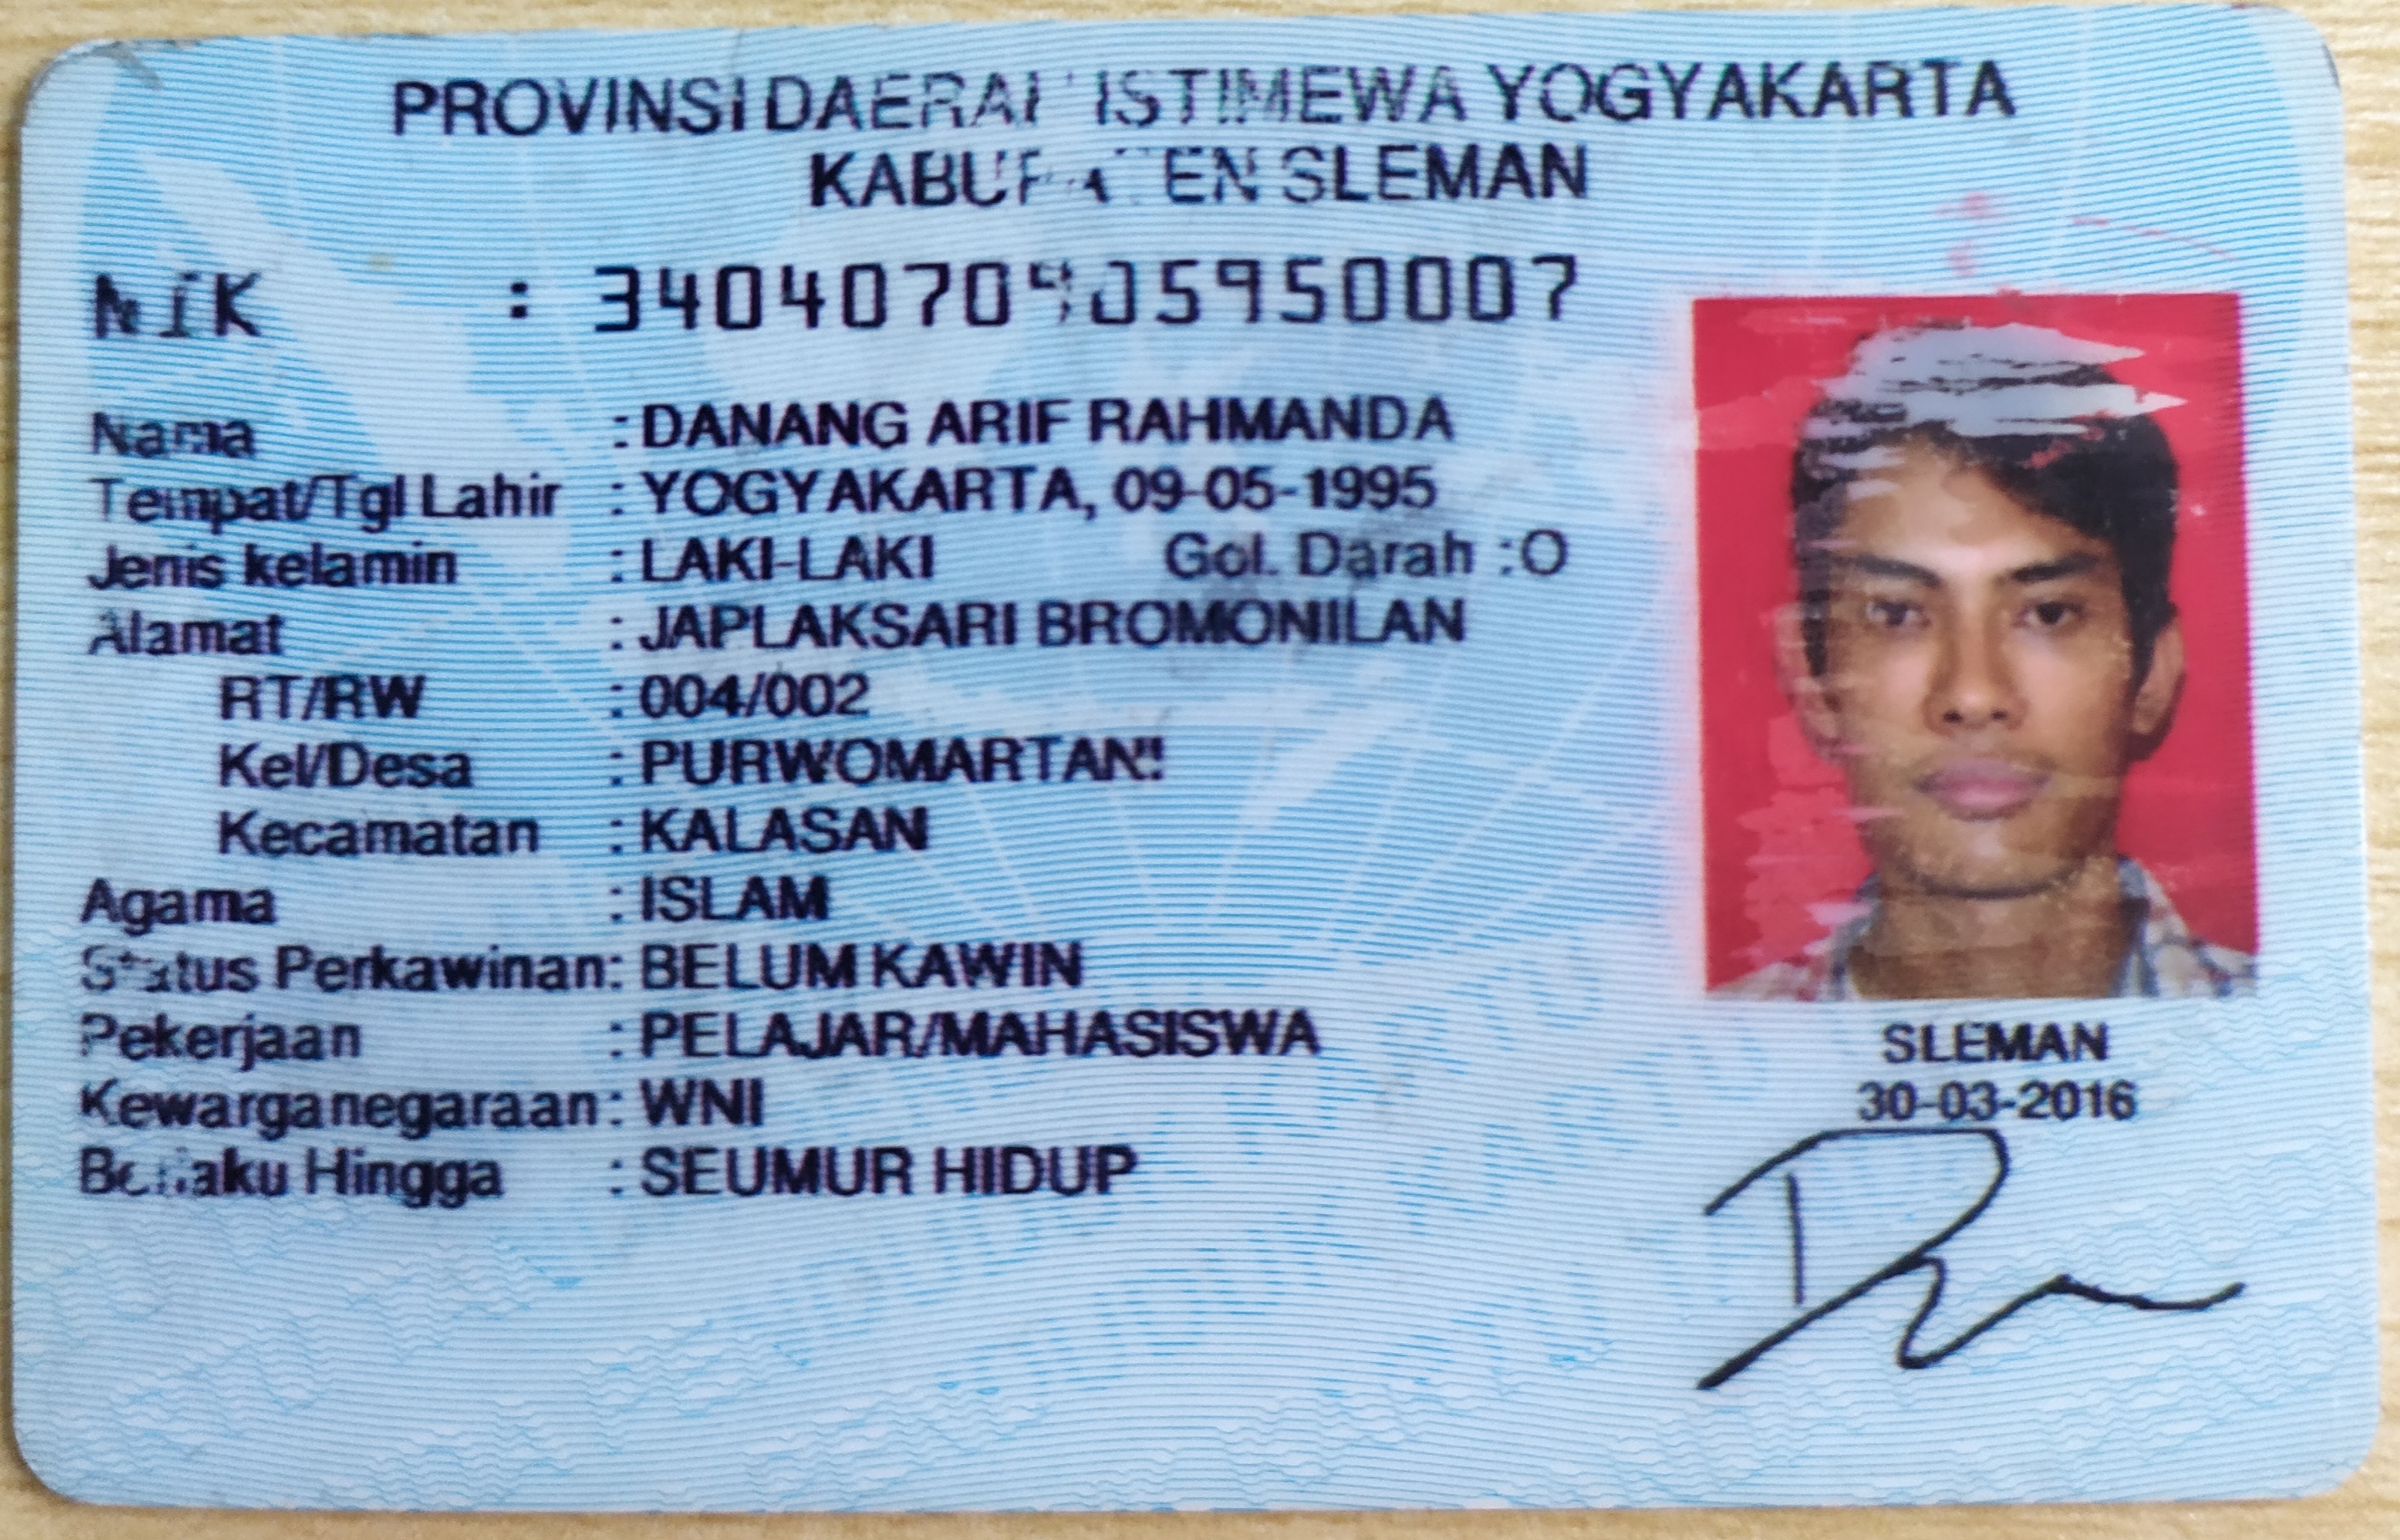 PROVINSI DAERAH ISTIMEWA YOGYAKARTA
KABUPATEN SLEMAN
NIK : 3404070905950007
Nama : DANANG ARIF RAHMANDA
Tempat/Tgl Lahir : YOGYAKARTA, 09-05-1995
Jenis kelamin : LAKI-LAKI Gol. Darah : O
Alamat : JAPLAKSARI BROMONILAN
RT/RW : 004/002
Kel/Desa : PURWOMARTANI
Kecamatan : KALASAN
Agama : ISLAM
Status Perkawinan : BELUM KAWIN
Pekerjaan : PELAJAR/MAHASISWA
Kewarganegaraan : WNI
Berlaku Hingga : SEUMUR HIDUP
SLEMAN
30-03-2016